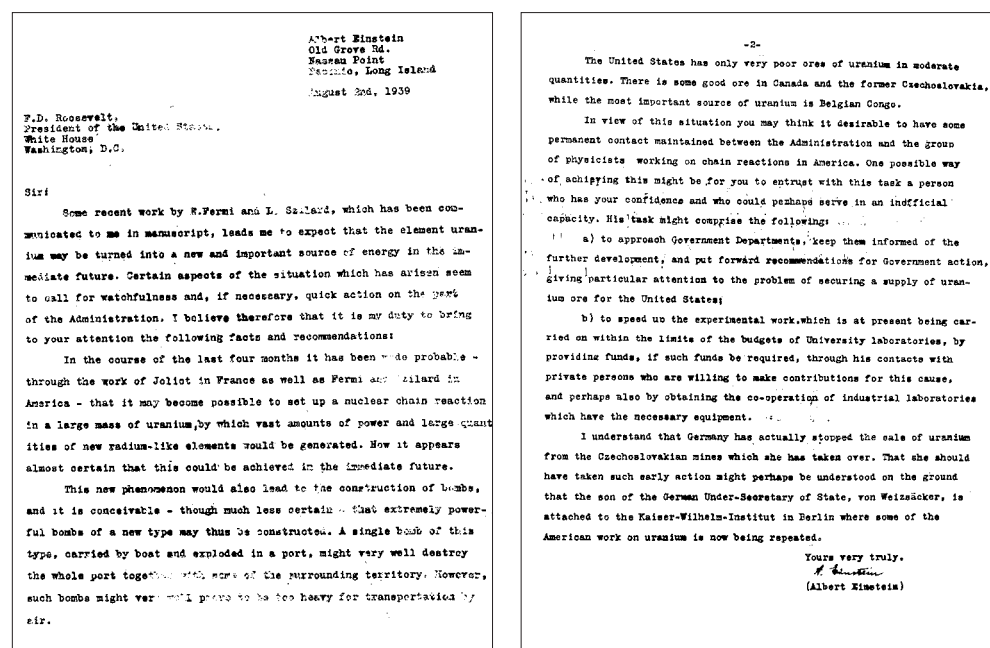 Albert Einstein
Old Grove Rd.
Nassau Point
Peconic, Long Island
August 2nd, 1939
F.D. Roosevelt,
President of the United States,
White House
Washington, D.C.
Sir:
Some recent work by E.Fermi and L. Szilard, which has been com-
municated to me in manuscript, leads me to expect that the element uran-
ium may be turned into a new and important source of energy in the im-
mediate future. Certain aspects of the situation which has arisen seem
to call for watchfulness and, if necessary, quick action on the part
of the Administration. I believe therefore that it is my duty to bring
to your attention the following facts and recommendations:
In the course of the last four months it has been made probable -
through the work of Joliot in France as well as Fermi and Szilard in
America - that it may become possible to set up a nuclear chain reaction
in a large mass of uranium,by which vast amounts of power and large quant
ities of new radium-like elements would be generated. Now it appears
almost certain that this could be achieved in the immediate future.
This new phenomenon would also lead to the construction of bombs,
and it is conceivable - though much less certain - that extremely power-
ful bombs of a new type may thus be constructed. A single bomb of this
type, carried by boat and exploded in a port, might very well destroy
the whole port together with some of the surrounding territory. However,
such bombs might very well prove to be too heavy for transportation by
air.
-2-
The United States has only very poor ores of uranium in moderate
quantities. There is some good ore in Canada and the former Czechoslovakia,
while the most important source of uranium is Belgian Congo.
In view of this situation you may think it desirable to have some
permanent contact maintained between the Administration and the group
of physicists working on chain reactions in America. One possible way
of achieving this might be for you to entrust with this task a person
who has your confidence and who could perhaps serve in an inofficial
capacity. His task might comprise the following:
a) to approach Government Departments, keep them informed of the
further development, and put forward recommendations for Government action,
giving particular attention to the problem of securing a supply of uran-
ium ore for the United States;
b) to speed up the experimental work,which is at present being car-
ried on within the limits of the budgets of University laboratories, by
providing funds, if such funds be required, through his contacts with
private persons who are willing to make contributions for this cause,
and perhaps also by obtaining the co-operation of industrial laboratories
which have the necessary equipment.
I understand that Germany has actually stopped the sale of uranium
from the Czechoslovakian mines which she has taken over. That she should
have taken such early action might perhaps be understood on the ground
that the son of the German Under-Secretary of State, von Weizsäcker, is
attached to the Kaiser-Wilhelm-Institut in Berlin where some of the
American work on uranium is now being repeated.
Yours very truly.
A. Einstein
(Albert Einstein)